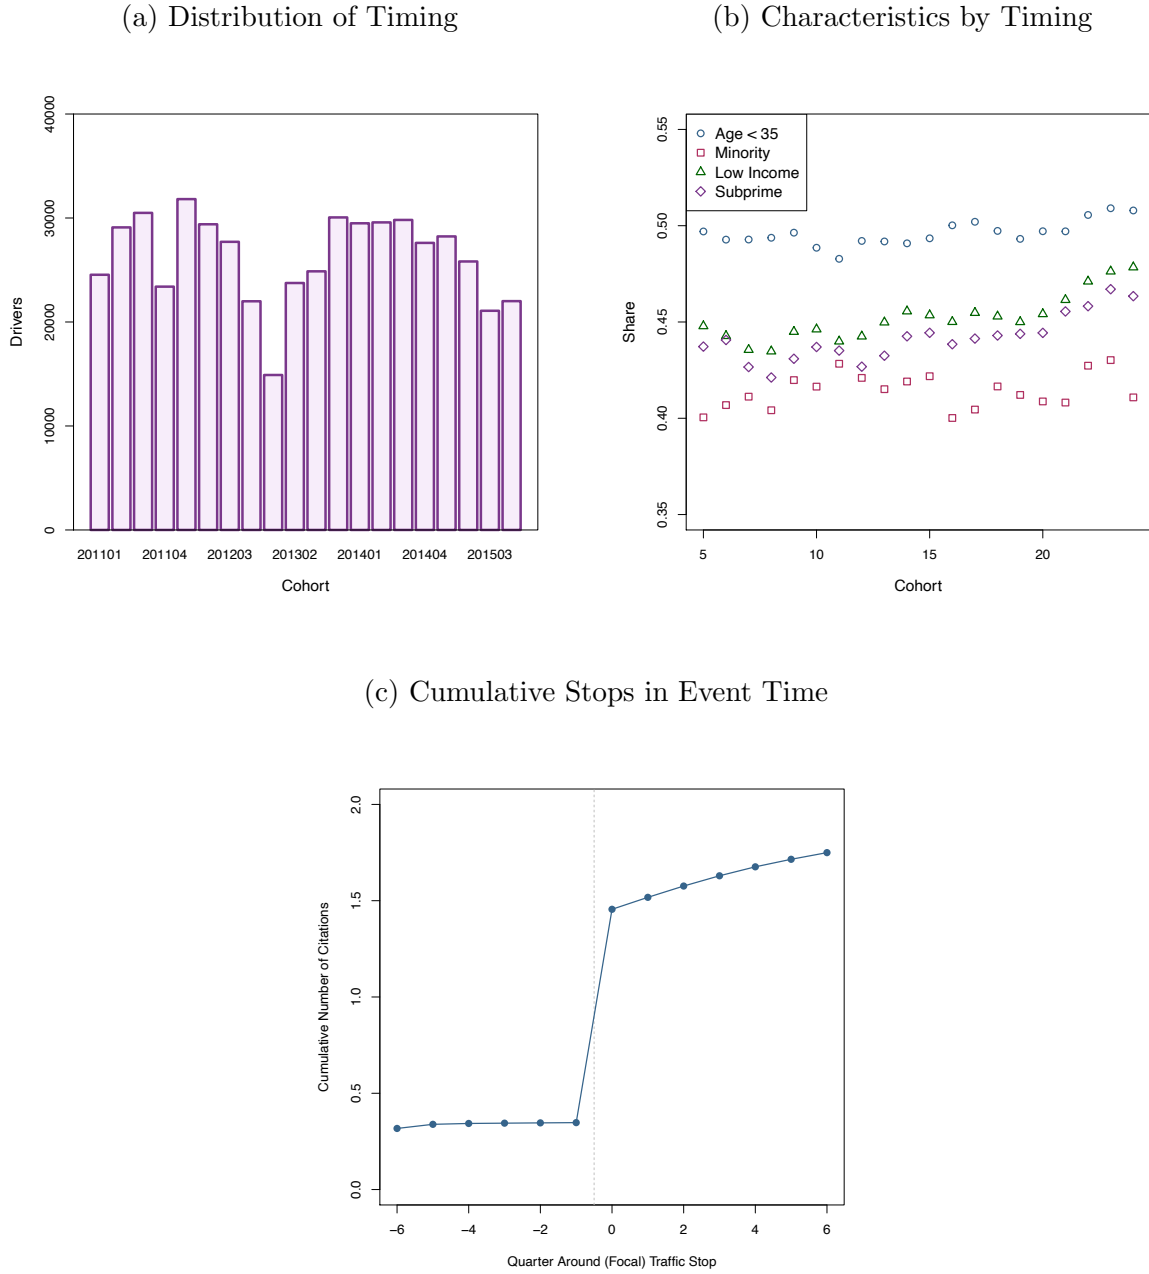 (a) Distribution of Timing
(b) Characteristics by Timing
40000
30000
20000
10000
0
Drivers
201101 201104 201203 201302 201401 201404 201503
Cohort
Age < 35
Minority
Low Income
Subprime
0.55
0.50
0.45
0.40
0.35
Share
5 10 15 20
Cohort
(c) Cumulative Stops in Event Time
2.0
1.5
1.0
0.5
0.0
Cumulative Number of Citations
−6 −4 −2 0 2 4 6
Quarter Around (Focal) Traffic Stop